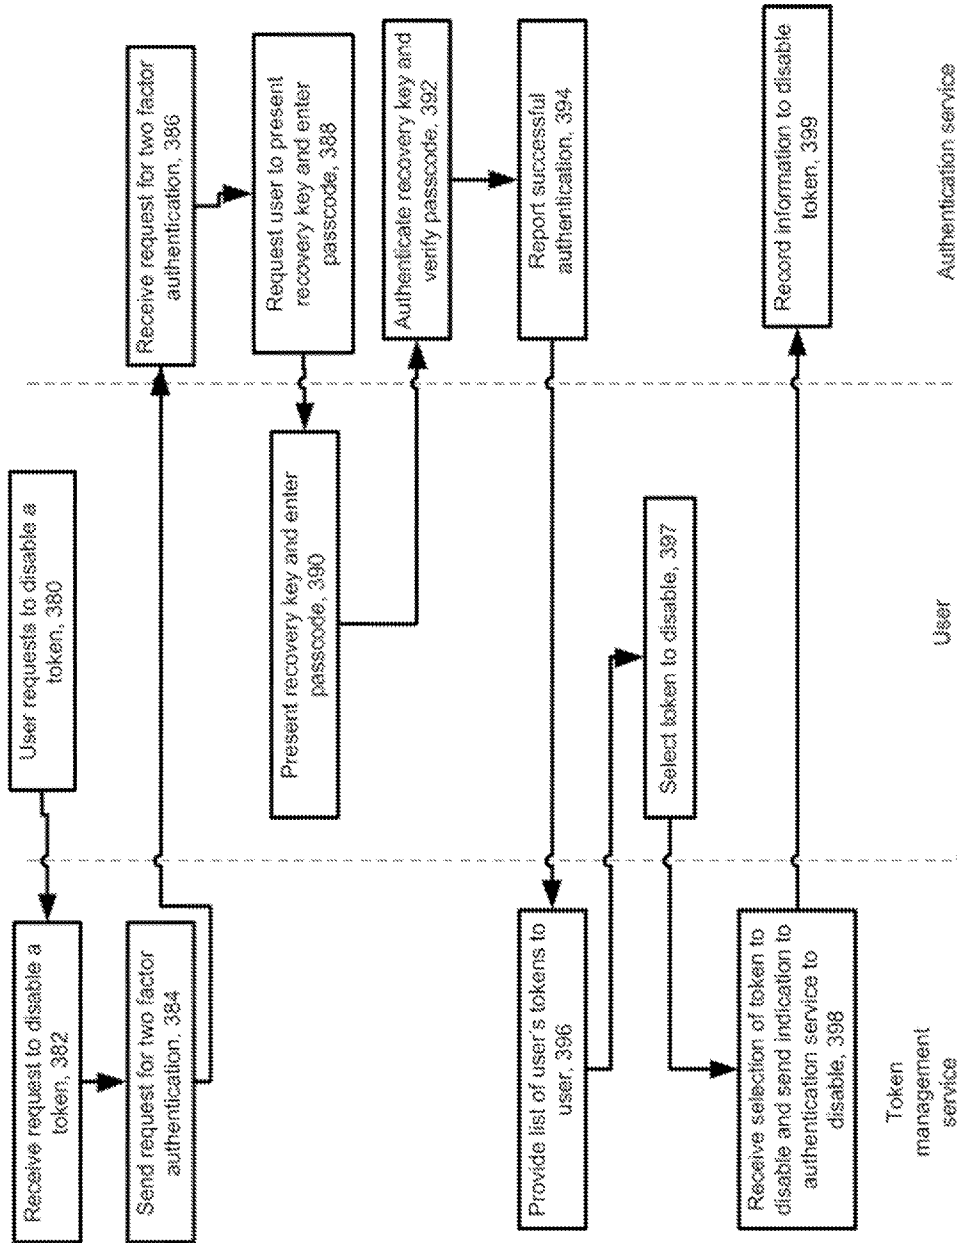 User requests to disable a
token, 380
Receive request to disable a
token, 382
Send request for two factor
authentication, 384
Receive request for two factor
authentication, 386
Request user to present
recovery key and enter
passcode, 388
Present recovery key and enter
passcode, 390
Authenticate recovery key and
verify passcode, 392
Report successful
authentication, 394
Provide list of user's tokens to
user, 396
Select token to disable, 397
Receive selection of token to
disable and send indication to
authentication service to
disable, 398
Record information to disable
token, 399
Token
management
service
User
Authentication service